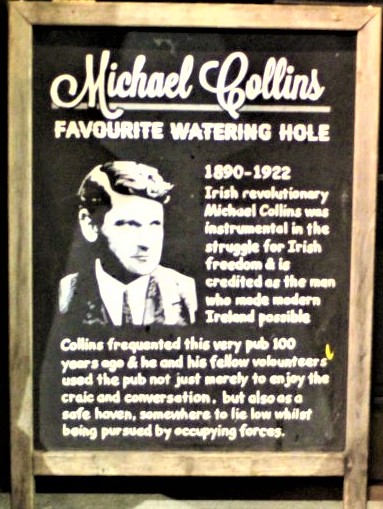 Michael Collins
FAVOURITE WATERING HOLE
1890-1922
Irish revolutionary
Michael Collins was
instrumental in the
struggle for Irish
freedom & is
credited as the man
who made modern
Ireland possible
Collins frequented this very pub 100
years ago & he and his fellow volounteers
used the pub not just merely to enjoy the
craic and conversation, but also as a
safe haven, somewhere to lie low whilst
being pursued by occupying forces.